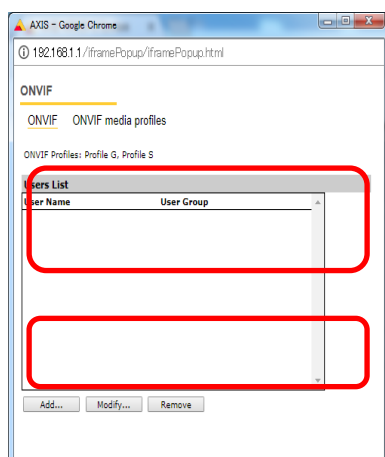 AXIS - Google Chrome
192.168.1.1/iframePopup/iframePopup.html
ONVIF
ONVIF ONVIF media profiles
ONVIF Profiles: Profile G, Profile S
Users List
User Name User Group
Add... Modify... Remove